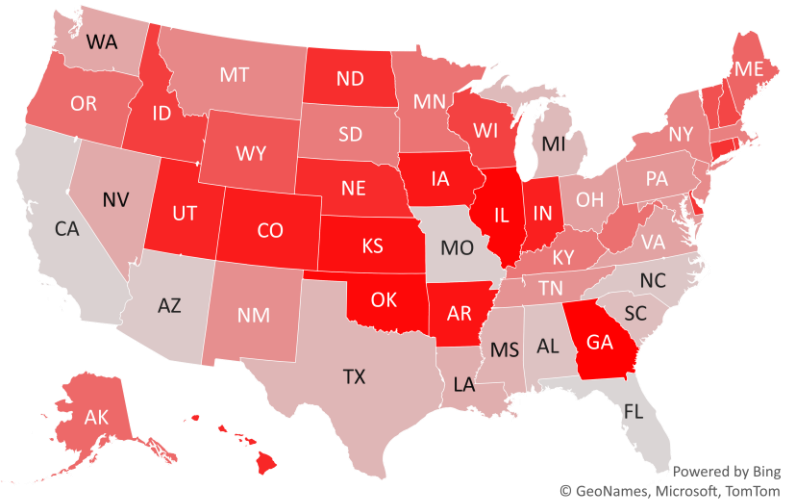 WA
MT
ND
MN
ME
OR
ID
SD
WI
MI
NY
WY
NE
IA
PA
NV
UT
CO
IL
IN
OH
CA
KS
MO
KY
VA
AZ
NM
OK
AR
TN
NC
SC
TX
LA
MS
AL
GA
AK
FL
Powered by Bing
© GeoNames, Microsoft, TomTom